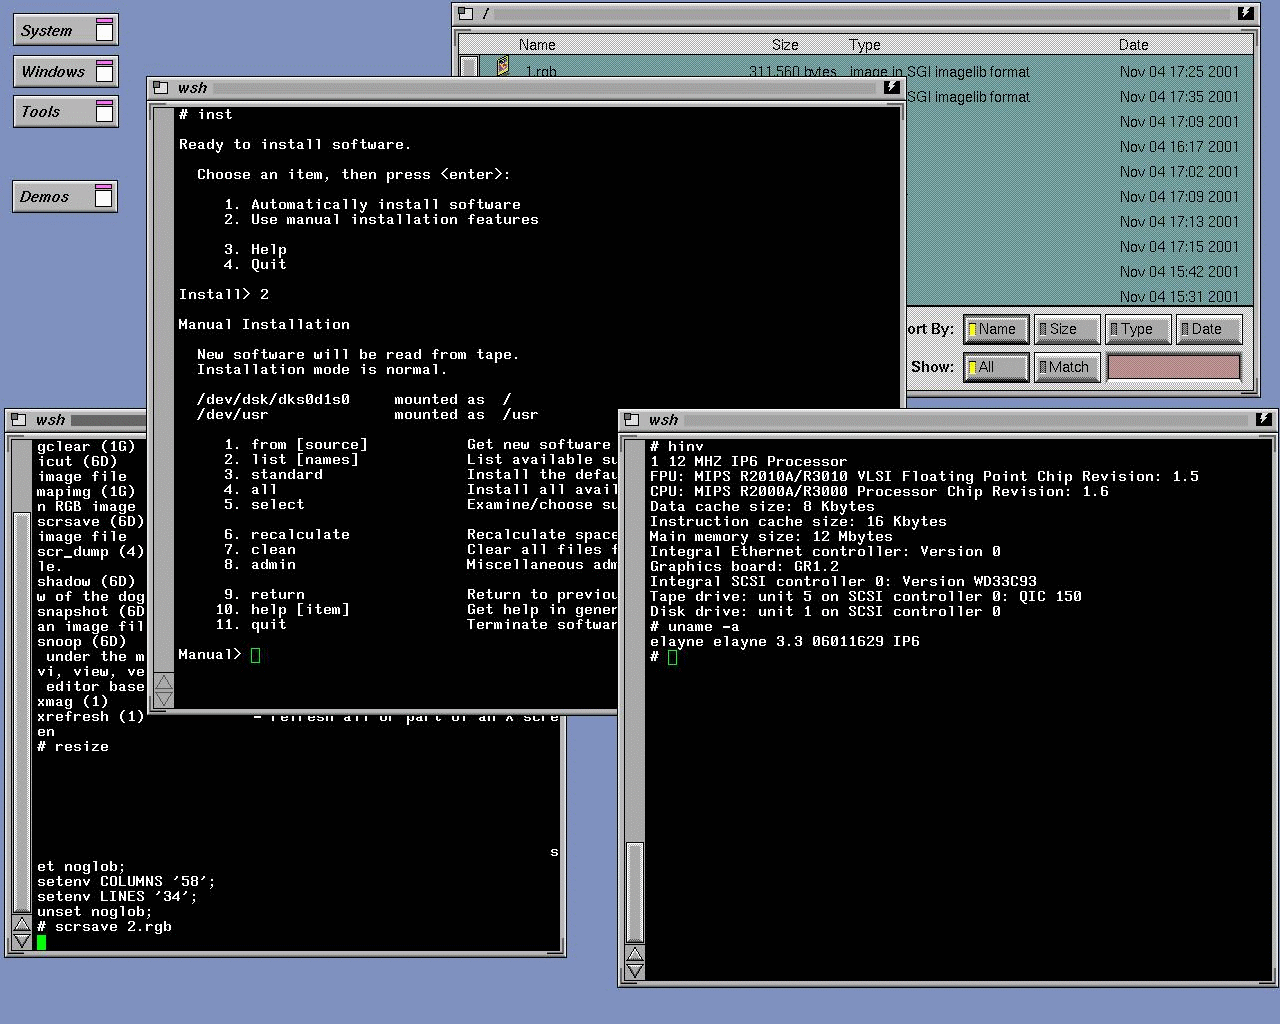 System
Windows
Tools
Demos
/
Name Size Type Date
1.rgb 311,560 bytes image in SGI imagelib format Nov 04 17:25 2001
SGI imagelib format Nov 04 17:35 2001
Nov 04 17:09 2001
Nov 04 16:17 2001
Nov 04 17:02 2001
Nov 04 17:09 2001
Nov 04 17:13 2001
Nov 04 17:15 2001
Nov 04 15:42 2001
Nov 04 15:31 2001
ort By: Name Size Type Date
Show: All Match
wsh
# inst
Ready to install software.
Choose an item, then press <enter>:
1. Automatically install software
2. Use manual installation features
3. Help
4. Quit
Install> 2
Manual Installation
New software will be read from tape.
Installation mode is normal.
/dev/dsk/dks0d1s0 mounted as /
/dev/usr mounted as /usr
1. from [source] Get new software
2. list [names] List available su
3. standard Install the defau
4. all Install all avail
5. select Examine/choose su
6. recalculate Recalculate space
7. clean Clear all files f
8. admin Miscellaneous adm
9. return Return to previou
10. help [item] Get help in gener
11. quit Terminate softwar
Manual>
wsh
gclear (1G)
icut (6D)
image file
mapimg (1G)
n RGB image
scrsave (6D)
image file
scr_dump (4)
le.
shadow (6D)
w of the dog
snapshot (6D
an image fil
snoop (6D)
under the m
vi, view, ve
editor base
xmag (1)
xrefresh (1) - refresh all or part of an X scre
en
# resize
s
et noglob;
setenv COLUMNS '58';
setenv LINES '34';
unset noglob;
# scrsave 2.rgb
wsh
# hinv
1 12 MHZ IP6 Processor
FPU: MIPS R2010A/R3010 VLSI Floating Point Chip Revision: 1.5
CPU: MIPS R2000A/R3000 Processor Chip Revision: 1.6
Data cache size: 8 Kbytes
Instruction cache size: 16 Kbytes
Main memory size: 12 Mbytes
Integral Ethernet controller: Version 0
Graphics board: GR1.2
Integral SCSI controller 0: Version WD33C93
Tape drive: unit 5 on SCSI controller 0: QIC 150
Disk drive: unit 1 on SCSI controller 0
# uname -a
elayne elayne 3.3 06011629 IP6
#